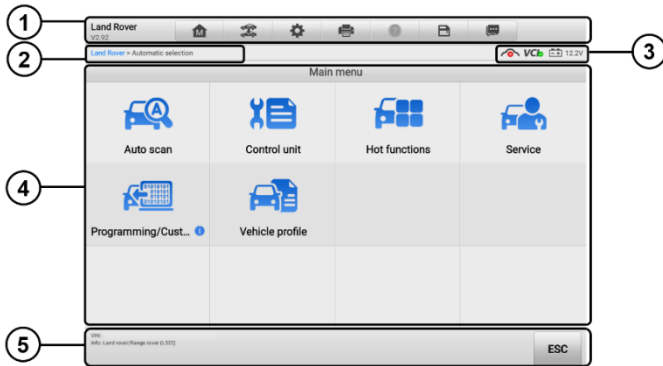 1
Land Rover
V2.92
2
Land Rover > Automatic selection
VCI
12.2V
3
Main menu
Auto scan
Control unit
Hot functions
Service
4
Programming/Cust...
Vehicle profile
5
VIN:
Info: Land rover/Range rover (L322)
ESC